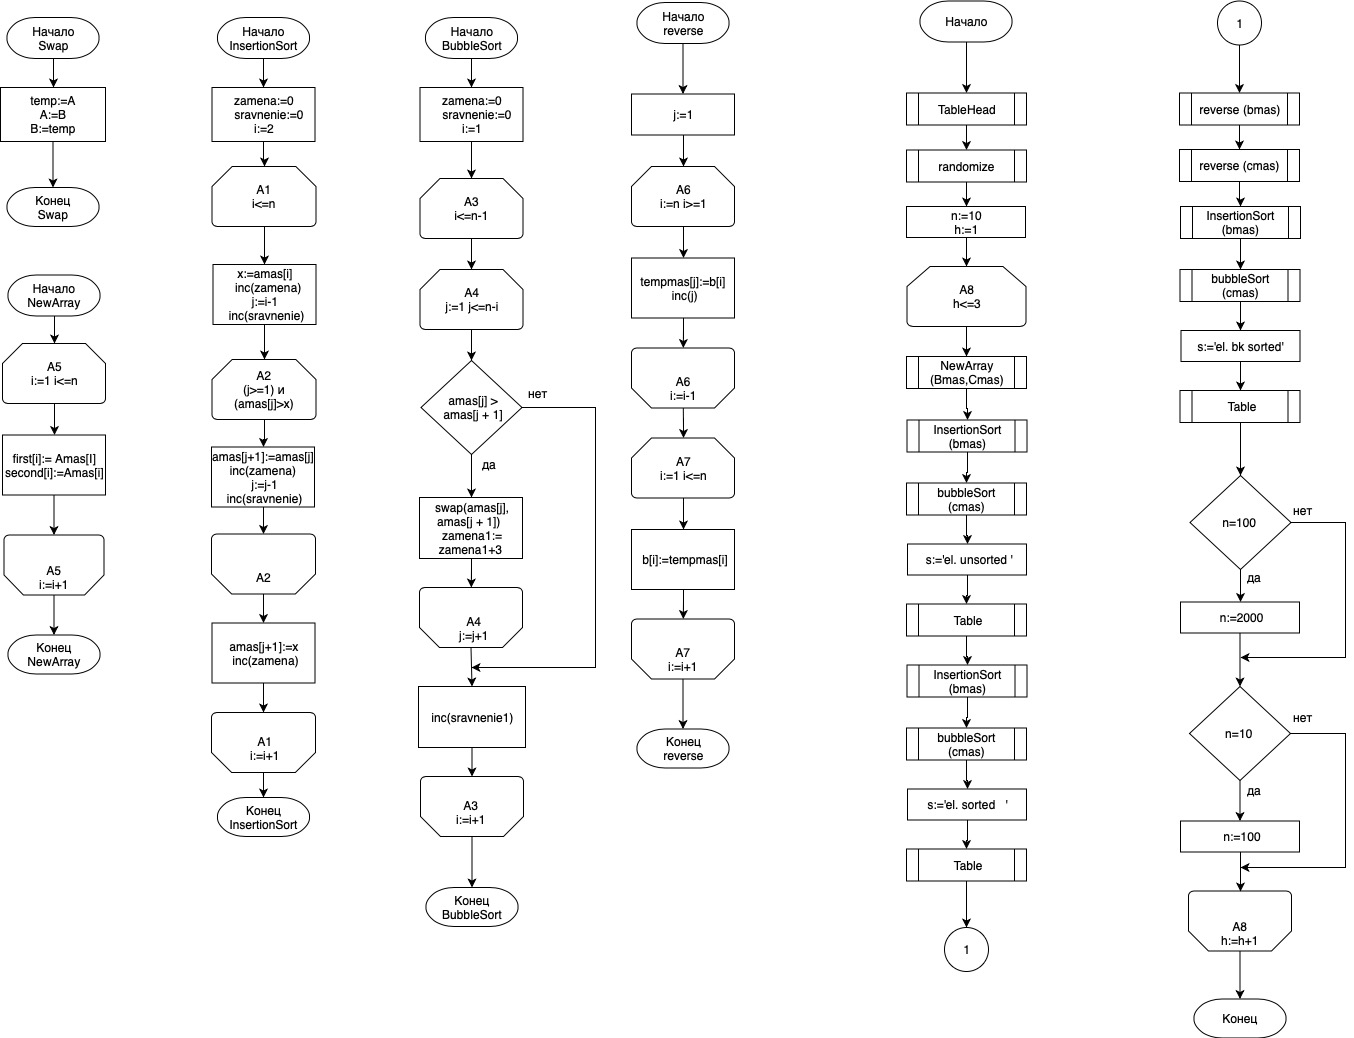 Начало
Swap
temp:=A
A:=B
B:=temp
Конец
Swap
Начало
NewArray
A5
i:=1 i<=n
first[i]:= Amas[I]
second[i]:=Amas[i]
A5
i:=i+1
Конец
NewArray
Начало
InsertionSort
zamena:=0
sravnenie:=0
i:=2
A1
i<=n
x:=amas[i]
inc(zamena)
j:=i-1
inc(sravnenie)
A2
(j>=1) и
(amas[j]>x)
amas[j+1]:=amas[j]
inc(zamena)
j:=j-1
inc(sravnenie)
A2
amas[j+1]:=x
inc(zamena)
A1
i:=i+1
Конец
InsertionSort
Начало
BubbleSort
zamena:=0
sravnenie:=0
i:=1
A3
i<=n-1
A4
j:=1 j<=n-i
amas[j] >
amas[j + 1]
нет
да
swap(amas[j],
amas[j + 1])
zamena1:=
zamena1+3
A4
j:=j+1
inc(sravnenie1)
A3
i:=i+1
Конец
BubbleSort
Начало
reverse
j:=1
A6
i:=n i>=1
tempmas[j]:=b[i]
inc(j)
A6
i:=i-1
A7
i:=1 i<=n
b[i]:=tempmas[i]
A7
i:=i+1
Конец
reverse
Начало
TableHead
randomize
n:=10
h:=1
A8
h<=3
NewArray
(Bmas,Cmas)
InsertionSort
(bmas)
bubbleSort
(cmas)
s:='el. unsorted '
Table
InsertionSort
(bmas)
bubbleSort
(cmas)
s:='el. sorted   '
Table
1
1
reverse (bmas)
reverse (cmas)
InsertionSort
(bmas)
bubbleSort
(cmas)
s:='el. bk sorted'
Table
n=100
нет
да
n:=2000
n=10
нет
да
n:=100
A8
h:=h+1
Конец